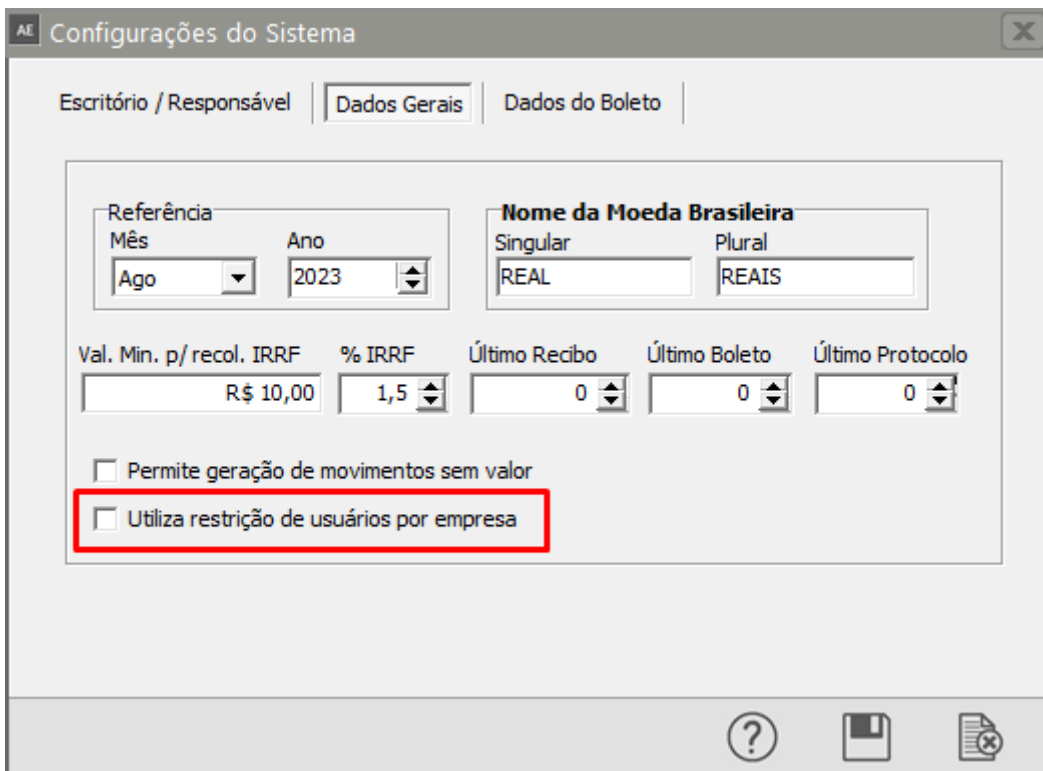 AE Configurações do Sistema
Escritório / Responsável Dados Gerais Dados do Boleto
Referência Nome da Moeda Brasileira
Mês Ano Singular Plural
Ago 2023 REAL REAIS
Val. Min. p/ recol. IRRF % IRRF Último Recibo Último Boleto Último Protocolo
R$ 10,00 1,5 0 0 0
Permite geração de movimentos sem valor
Utiliza restrição de usuários por empresa